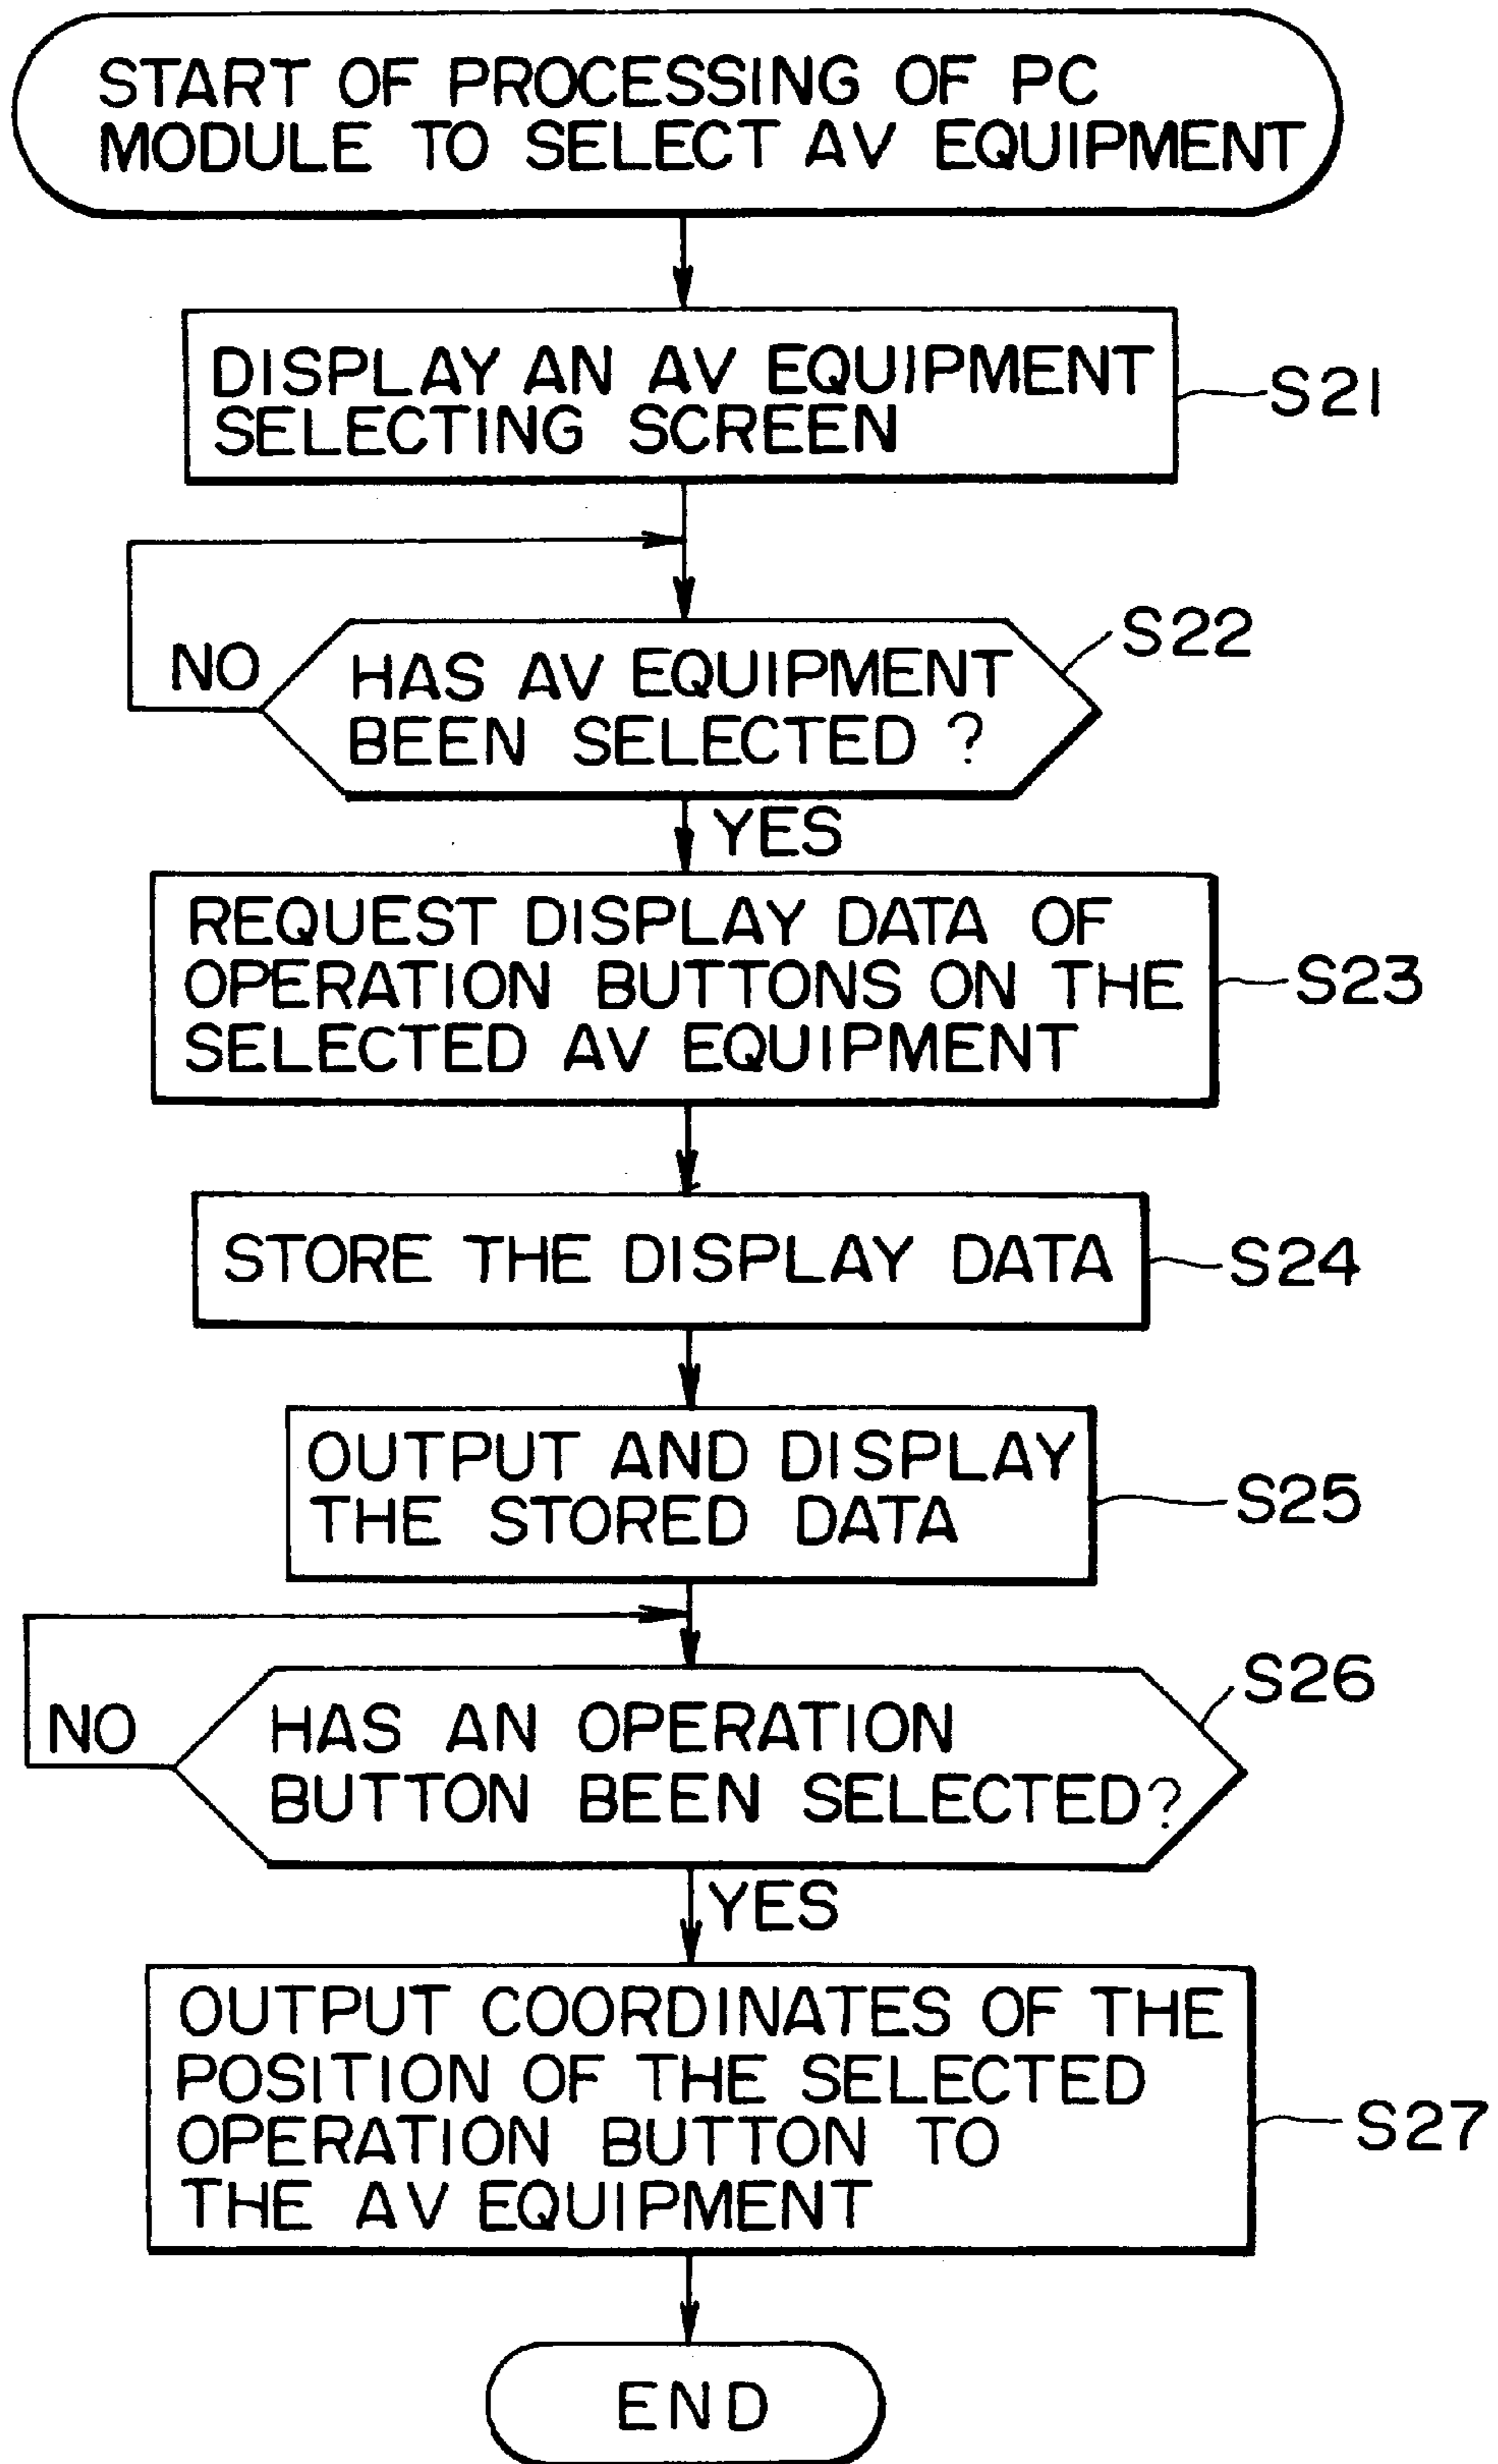 START OF PROCESSING OF PC
MODULE TO SELECT AV EQUIPMENT
DISPLAY AN AV EQUIPMENT
SELECTING SCREEN
S21
S22
NO
HAS AV EQUIPMENT
BEEN SELECTED ?
YES
REQUEST DISPLAY DATA OF
OPERATION BUTTONS ON THE
SELECTED AV EQUIPMENT
S23
STORE THE DISPLAY DATA
S24
OUTPUT AND DISPLAY
THE STORED DATA
S25
S26
NO
HAS AN OPERATION
BUTTON BEEN SELECTED?
YES
OUTPUT COORDINATES OF THE
POSITION OF THE SELECTED
OPERATION BUTTON TO
THE AV EQUIPMENT
S27
END